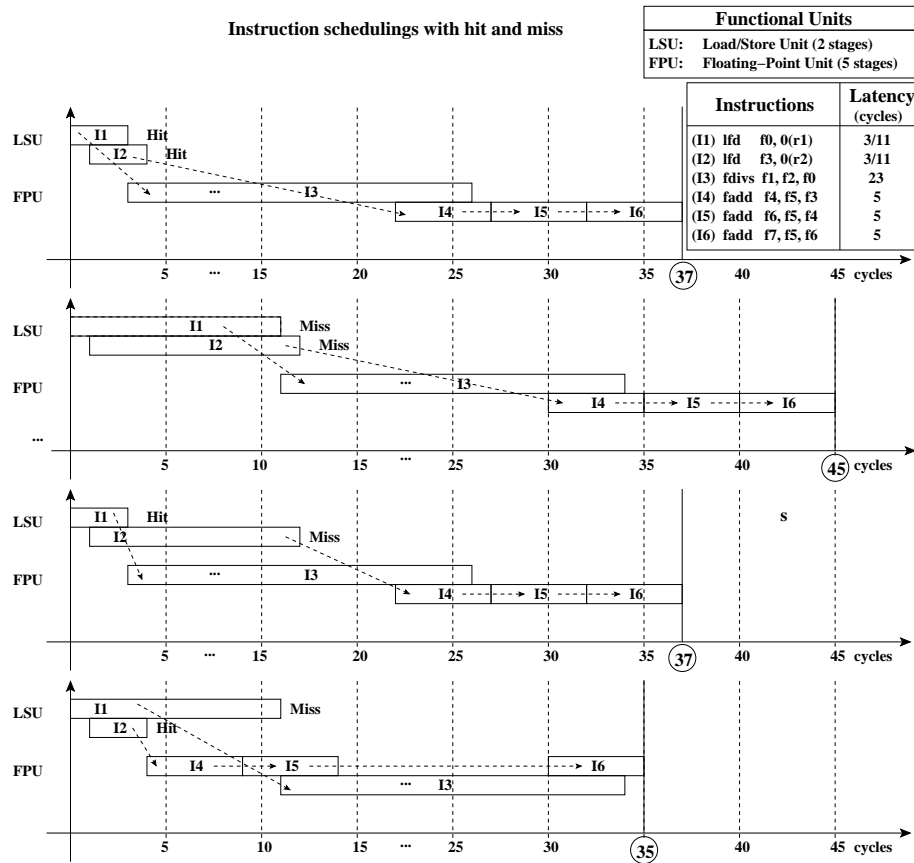 Instruction schedulings with hit and miss
Functional Units
LSU: Load/Store Unit (2 stages)
FPU: Floating−Point Unit (5 stages)
Instructions Latency (cycles)
(I1) lfd f0, 0(r1) 3/11
(I2) lfd f3, 0(r2) 3/11
(I3) fdivs f1, f2, f0 23
(I4) fadd f4, f5, f3 5
(I5) fadd f6, f5, f4 5
(I6) fadd f7, f5, f6 5
LSU I1 Hit
I2 Hit
FPU ... I3
I4 I5 I6
5 ... 10 15 20 25 30 35 37 40 45 cycles
LSU I1 Miss
I2 Miss
FPU ... I3
I4 I5 I6
...
5 10 15 ... 20 25 30 35 40 45 cycles
LSU I1 Hit s
I2 Miss
FPU ... I3
I4 I5 I6
5 ... 10 15 20 25 30 35 37 40 45 cycles
LSU I1 Miss
I2 Hit
FPU I4 I5 I6
... I3
5 10 15 ... 20 25 30 35 40 45 cycles